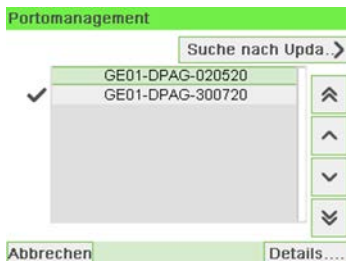 Portomanagement
Suche nach Upda..
GE01-DPAG-020520
GE01-DPAG-300720
Abbrechen
Details....